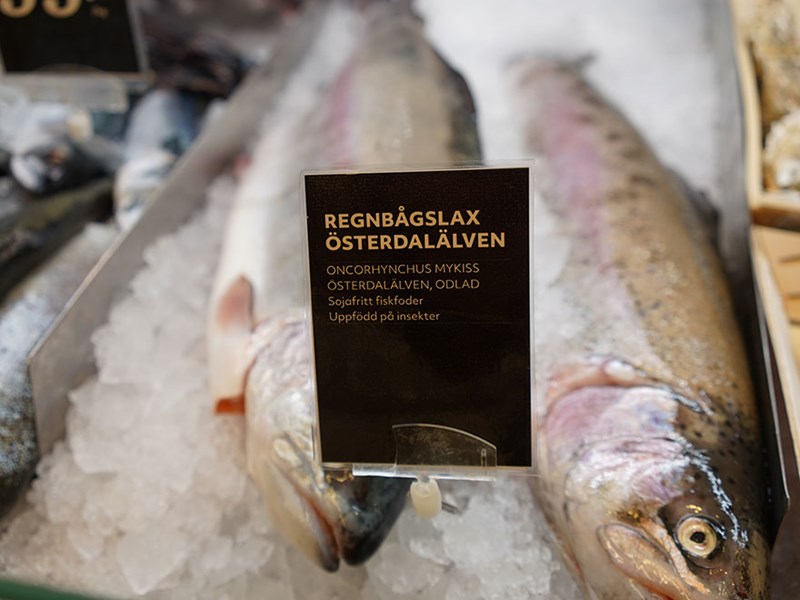 REGNBÅGSLAX
ÖSTERDALÄLVEN
ONCORHYNCHUS MYKISS
ÖSTERDALÄLVEN, ODLAD
Sojafritt fiskfoder
Uppfödd på insekter